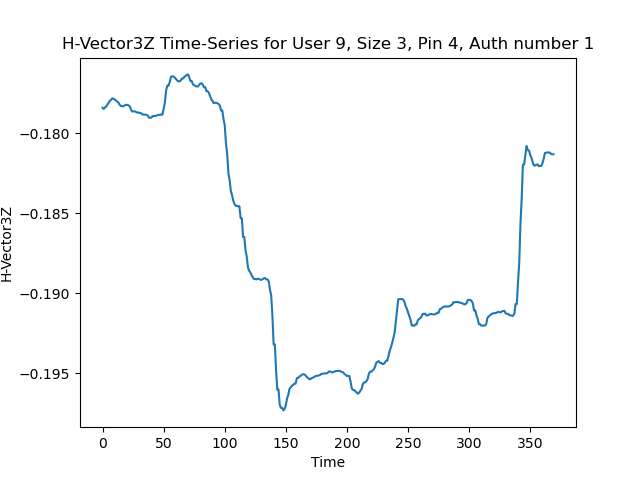 H-Vector3Z Time-Series for User 9, Size 3, Pin 4, Auth number 1
−0.180
−0.185
−0.190
−0.195
H-Vector3Z
0 50 100 150 200 250 300 350
Time